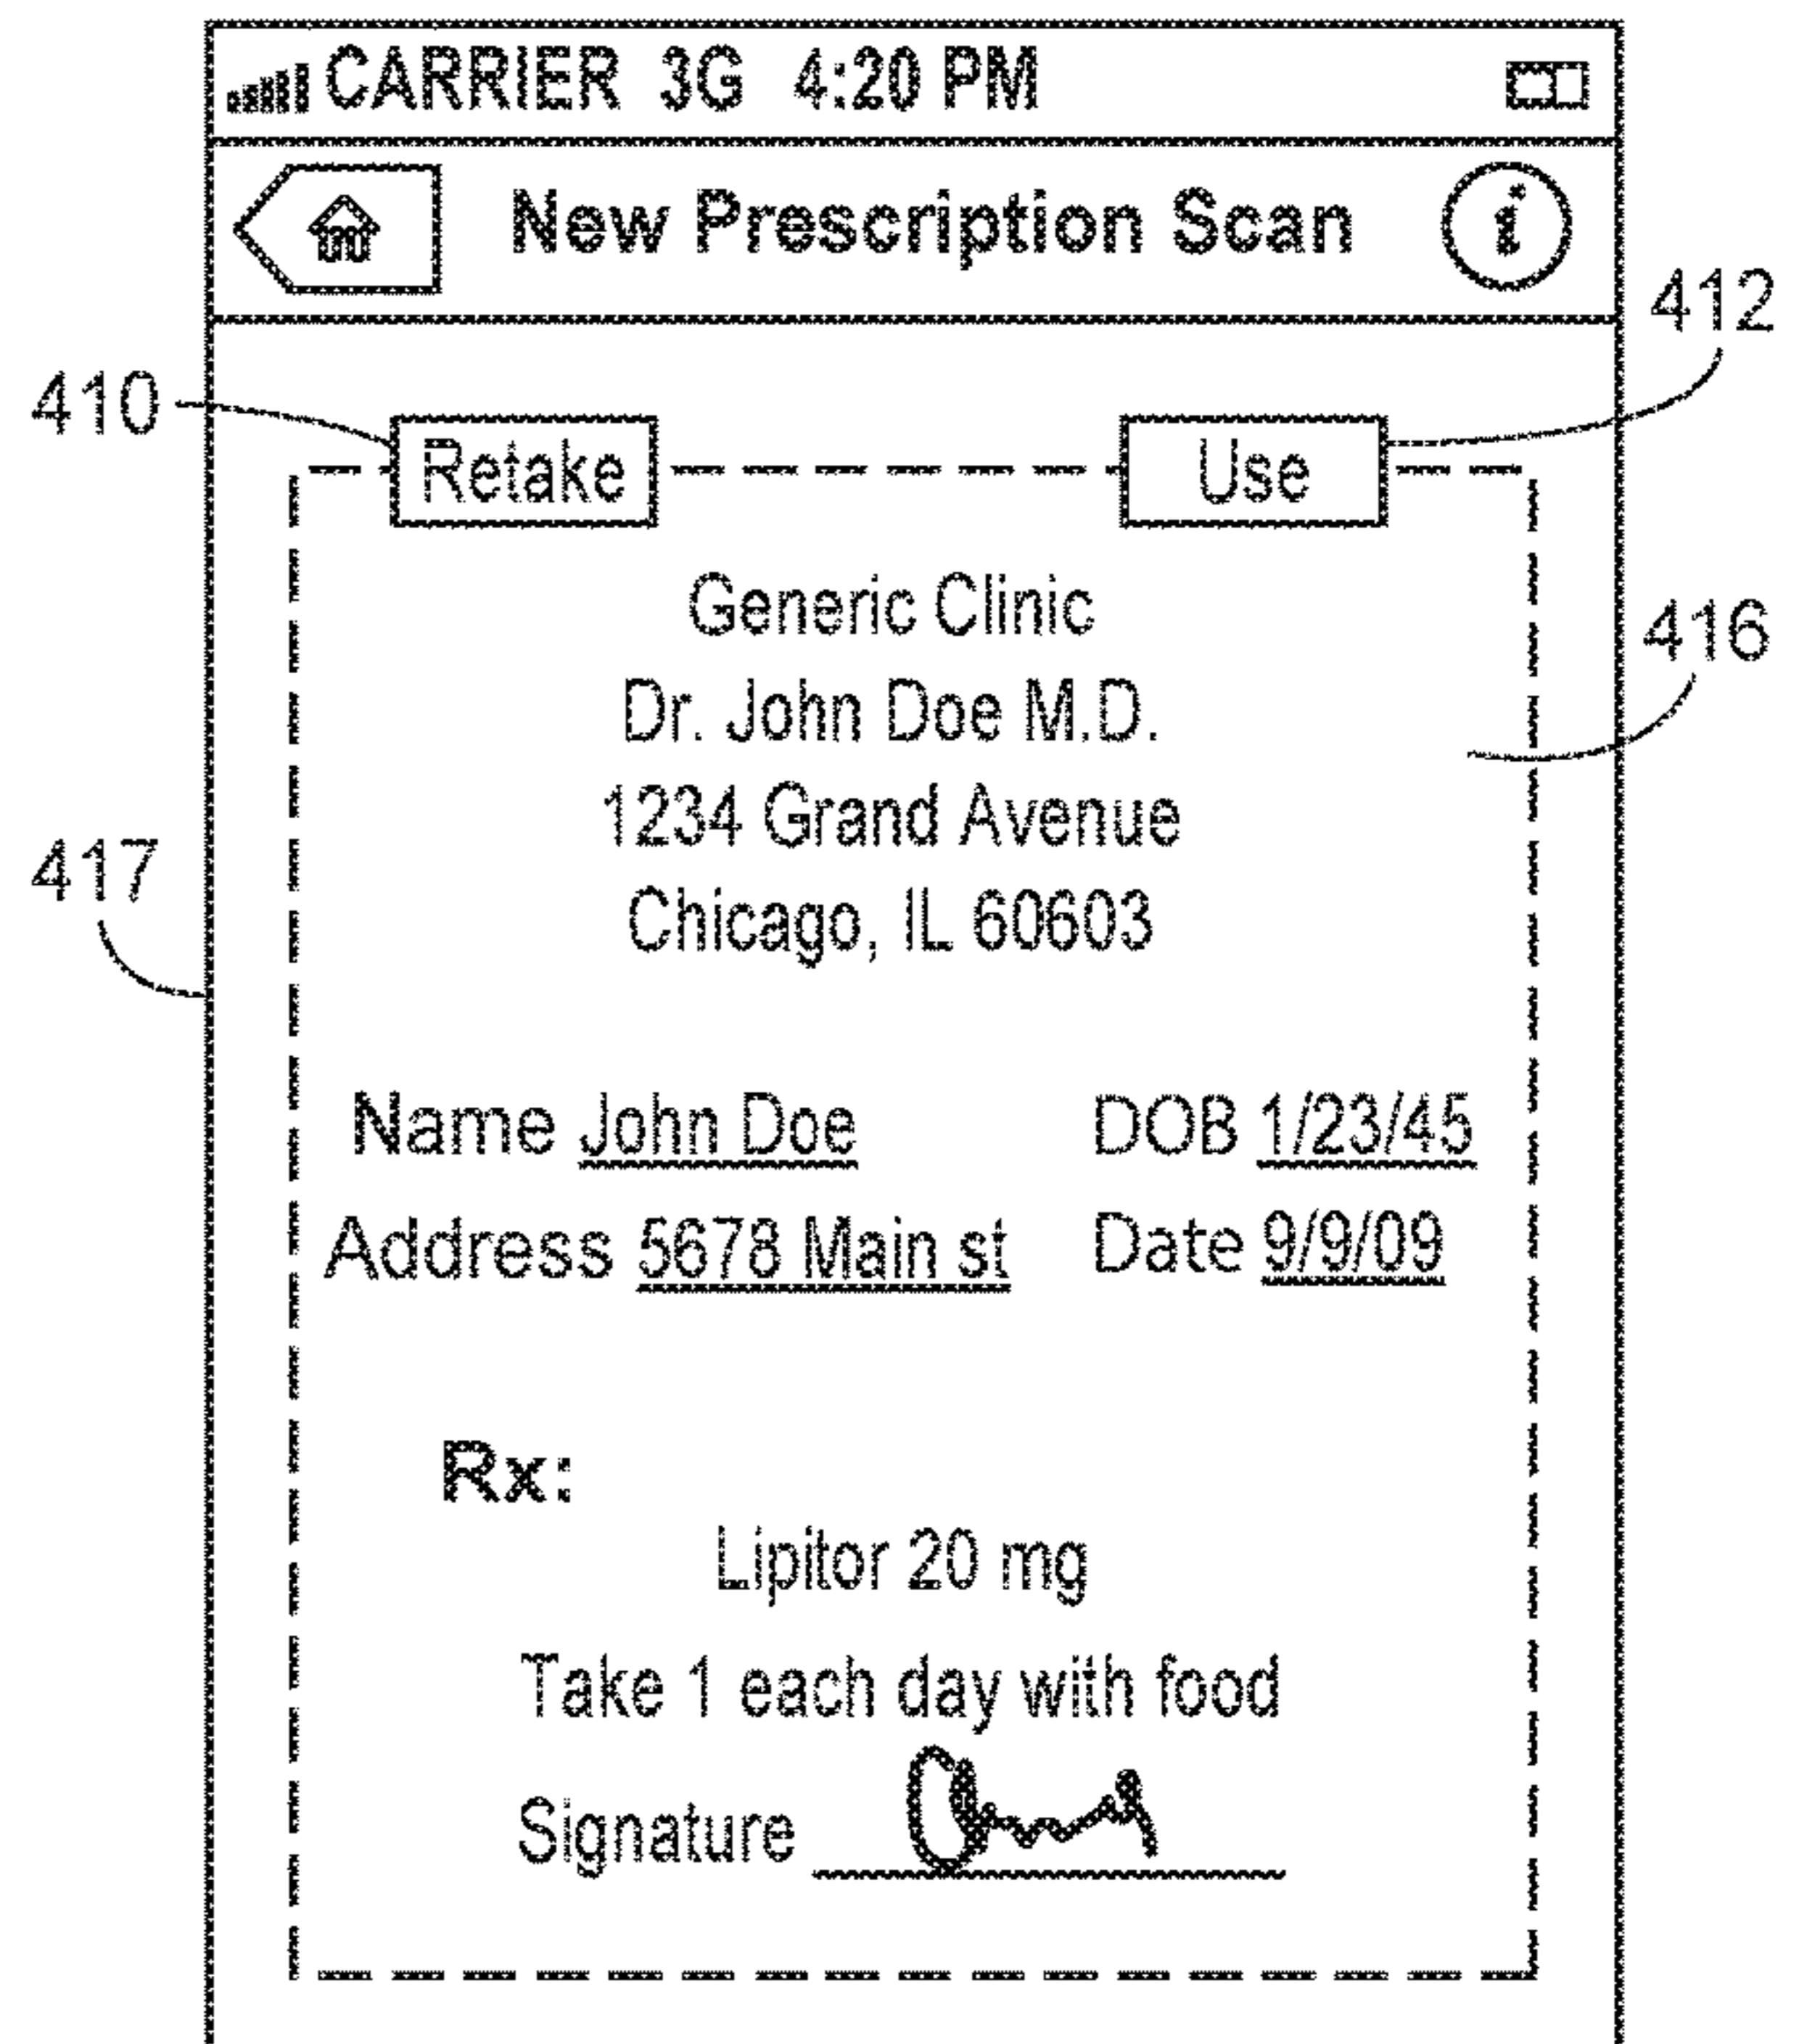 CARRIER 3G 4:20 PM
New Prescription Scan i
412
410
Retake Use
Generic Clinic
416
Dr. John Doe M.D.
1234 Grand Avenue
417
Chicago, IL 60603
Name John Doe DOB 1/23/45
Address 5678 Main st Date 9/9/09
Rx:
Lipitor 20 mg
Take 1 each day with food
Signature